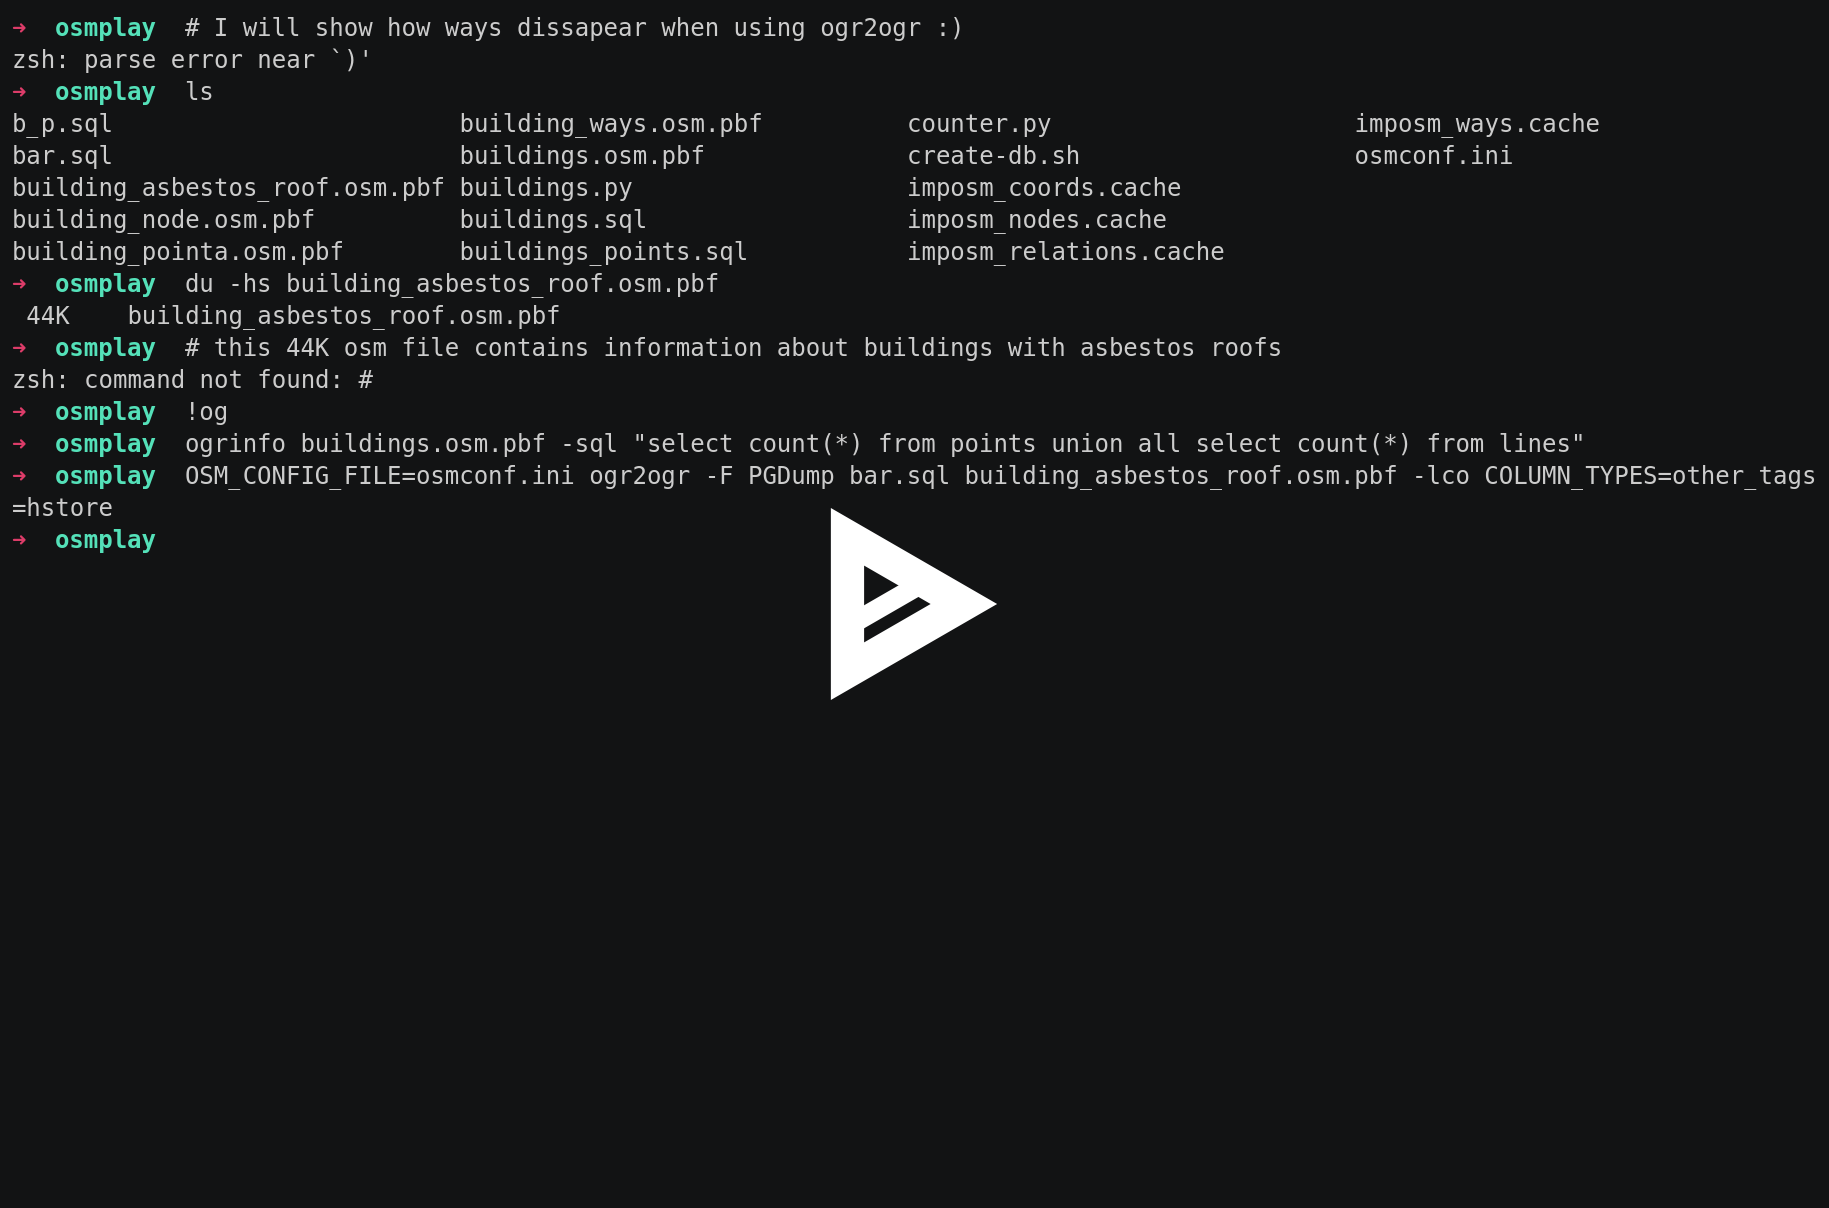 ➜  osmplay  # I will show how ways dissapear when using ogr2ogr :)
zsh: parse error near `)'
➜  osmplay  ls
b_p.sql                        building_ways.osm.pbf          counter.py                     imposm_ways.cache
bar.sql                        buildings.osm.pbf              create-db.sh                   osmconf.ini
building_asbestos_roof.osm.pbf buildings.py                   imposm_coords.cache
building_node.osm.pbf          buildings.sql                  imposm_nodes.cache
building_pointa.osm.pbf        buildings_points.sql           imposm_relations.cache
➜  osmplay  du -hs building_asbestos_roof.osm.pbf
 44K    building_asbestos_roof.osm.pbf
➜  osmplay  # this 44K osm file contains information about buildings with asbestos roofs
zsh: command not found: #
➜  osmplay  !og
➜  osmplay  ogrinfo buildings.osm.pbf -sql "select count(*) from points union all select count(*) from lines"
➜  osmplay  OSM_CONFIG_FILE=osmconf.ini ogr2ogr -F PGDump bar.sql building_asbestos_roof.osm.pbf -lco COLUMN_TYPES=other_tags
=hstore
➜  osmplay